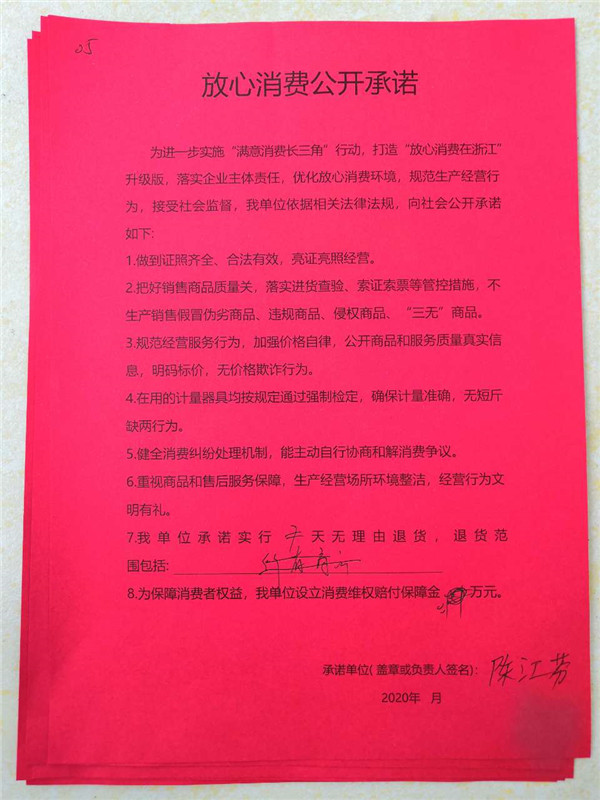 05
放心消费公开承诺
为进一步实施“满意消费长三角”行动，打造“放心消费在浙江”
升级版，落实企业主体责任，优化放心消费环境，规范生产经营行
为，接受社会监督，我单位依据相关法律法规，向社会公开承诺
如下:
1.做到证照齐全、合法有效，亮证亮照经营。
2.把好销售商品质量关，落实进货查验、索证索票等管控措施，不
生产销售假冒伪劣商品、违规商品、侵权商品、“三无”商品。
3.规范经营服务行为，加强价格自律，公开商品和服务质量真实信
息，明码标价，无价格欺诈行为。
4.在用的计量器具均按规定通过强制检定，确保计量准确，无短斤
缺两行为。
5.健全消费纠纷处理机制，能主动自行协商和解消费争议。
6.重视商品和售后服务保障，生产经营场所环境整洁，经营行为文
明有礼。
7.我单位承诺实行7天无理由退货，退货范
围包括:
8.为保障消费者权益，我单位设立消费维权赔付保障金 万元。
承诺单位(盖章或负责人签名): 陈江芳
2020年 月